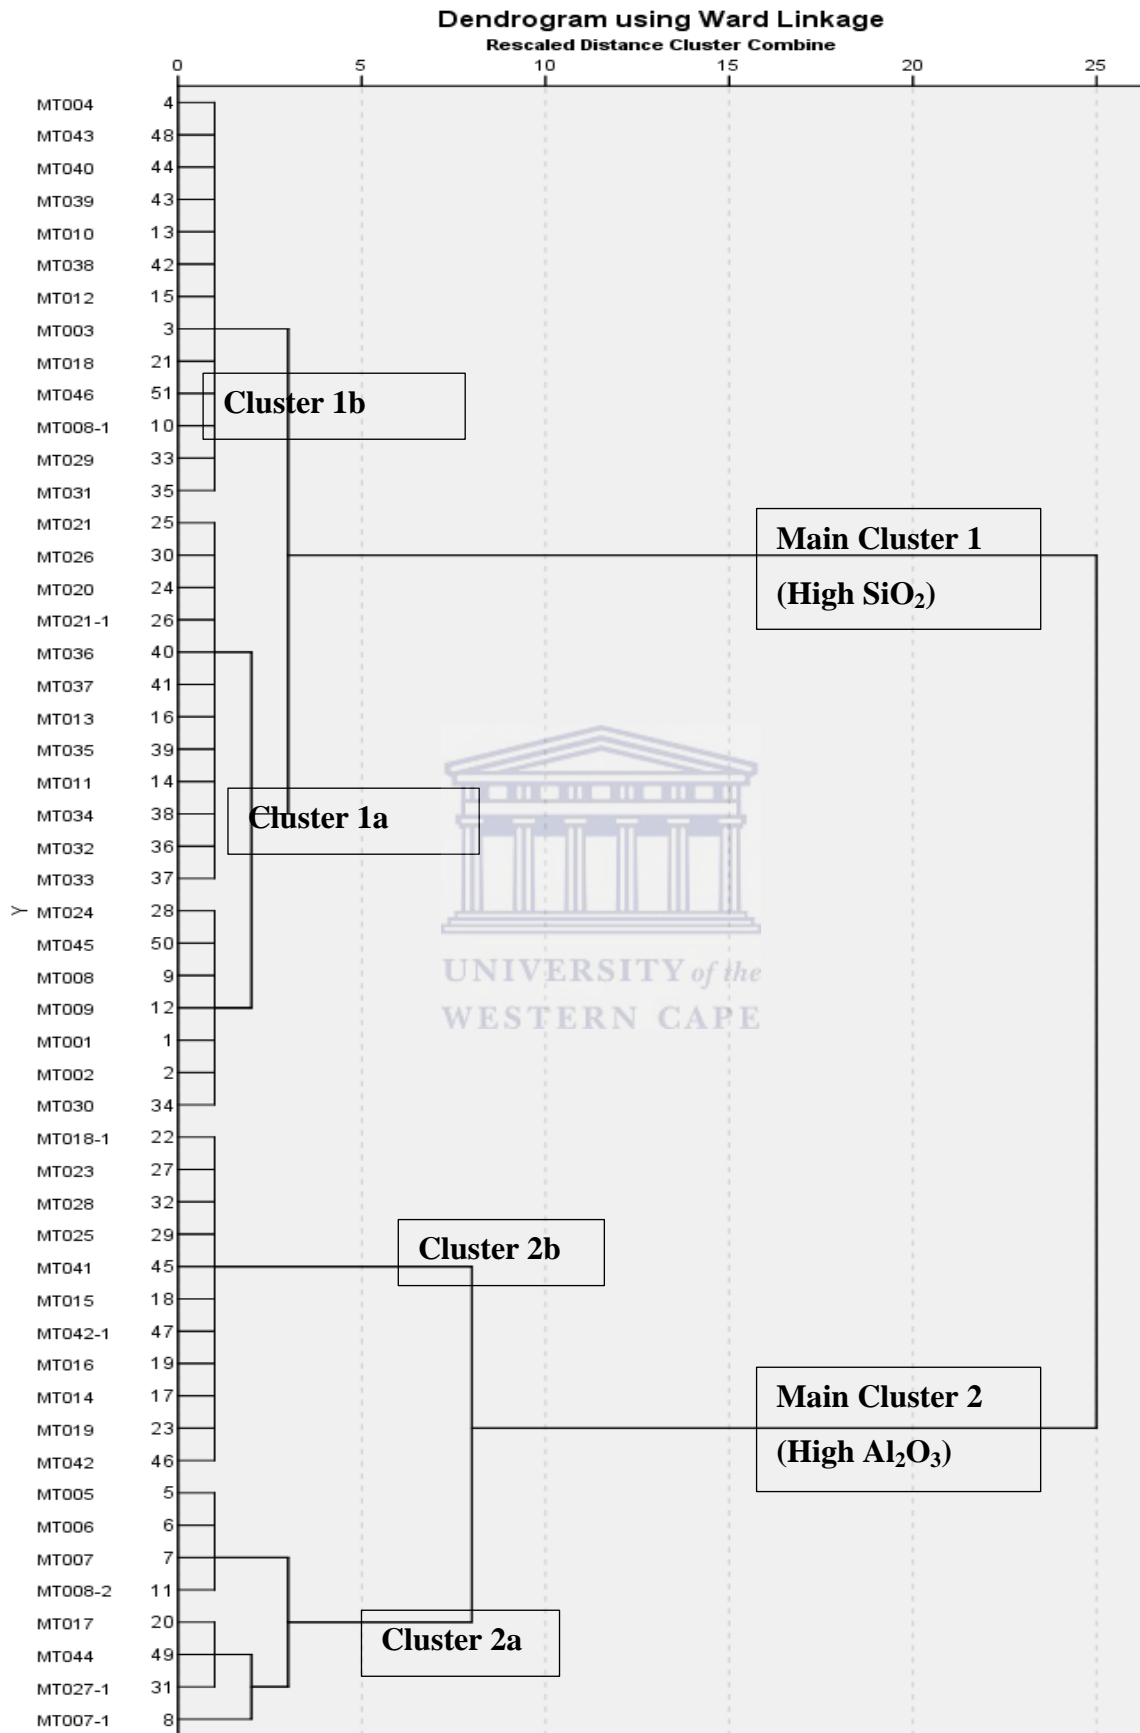 Dendrogram using Ward Linkage
Rescaled Distance Cluster Combine
0 5 10 15 20 25
MT004 4
MT043 48
MT040 44
MT039 43
MT010 13
MT038 42
MT012 15
MT003 3
MT018 21
MT046 51
Cluster 1b
MT008-1 10
MT029 33
MT031 35
MT021 25
Main Cluster 1
MT026 30
MT020 24
(High SiO₂)
MT021-1 26
MT036 40
MT037 41
MT013 16
MT035 39
MT011 14
MT034 38
Cluster 1a
MT032 36
MT033 37
Y
MT024 28
MT045 50
MT008 9
UNIVERSITY of the
MT009 12
WESTERN CAPE
MT001 1
MT002 2
MT030 34
MT018-1 22
MT023 27
MT028 32
MT025 29
Cluster 2b
MT041 45
MT015 18
MT042-1 47
MT016 19
MT014 17
Main Cluster 2
MT019 23
(High Al₂O₃)
MT042 46
MT005 5
MT006 6
MT007 7
MT008-2 11
MT017 20
Cluster 2a
MT044 49
MT027-1 31
MT007-1 8